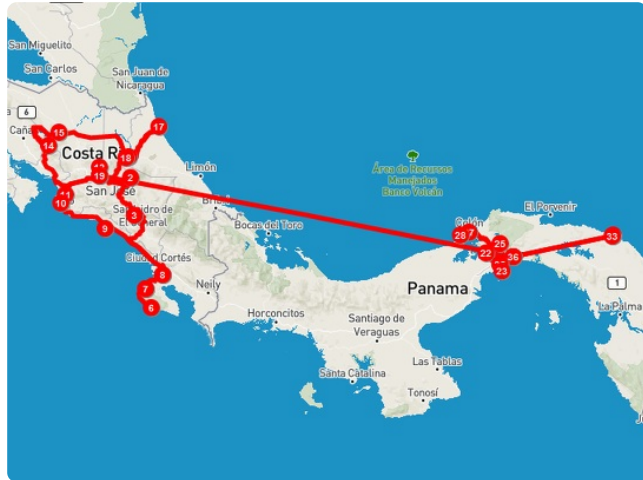 San Miguelito
San Carlos
San Juan de
Nicaragua
6
Caña
15
14
17
Costa R
18
Limón
19
2
San José
11
10
3
San Isidro de
El General
Bri
Bocas del Toro
9
Ciudad Cortés
8
7
6
Neily
Horconcitos
Área de Recursos
Manejados
Banco Volcán
El Porvenir
Colón
28
7
25
22
36
33
23
Panama
1
La Palma
Santiago de
Veraguas
Las Tablas
Santa Catalina
Tonosí